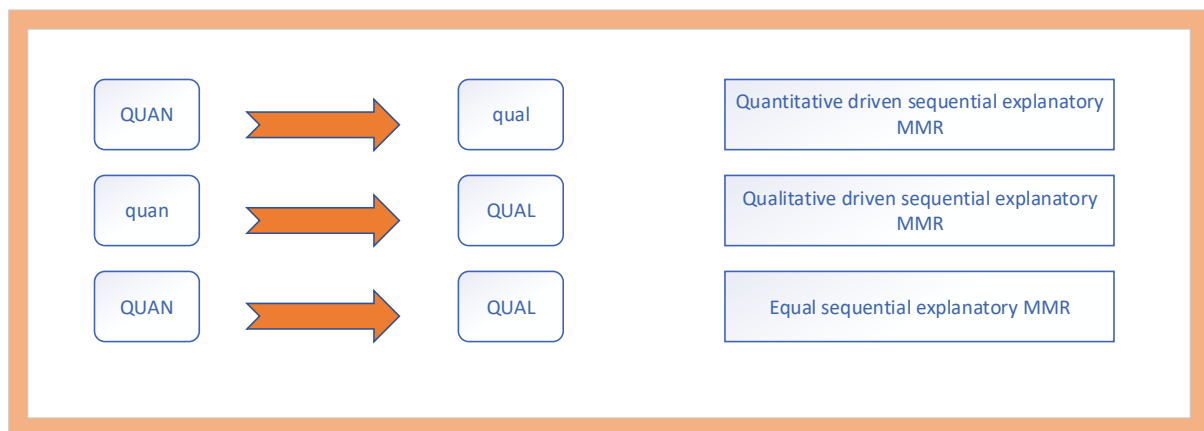 QUAN
qual
Quantitative driven sequential explanatory
MMR
quan
QUAL
Qualitative driven sequential explanatory
MMR
QUAN
QUAL
Equal sequential explanatory MMR